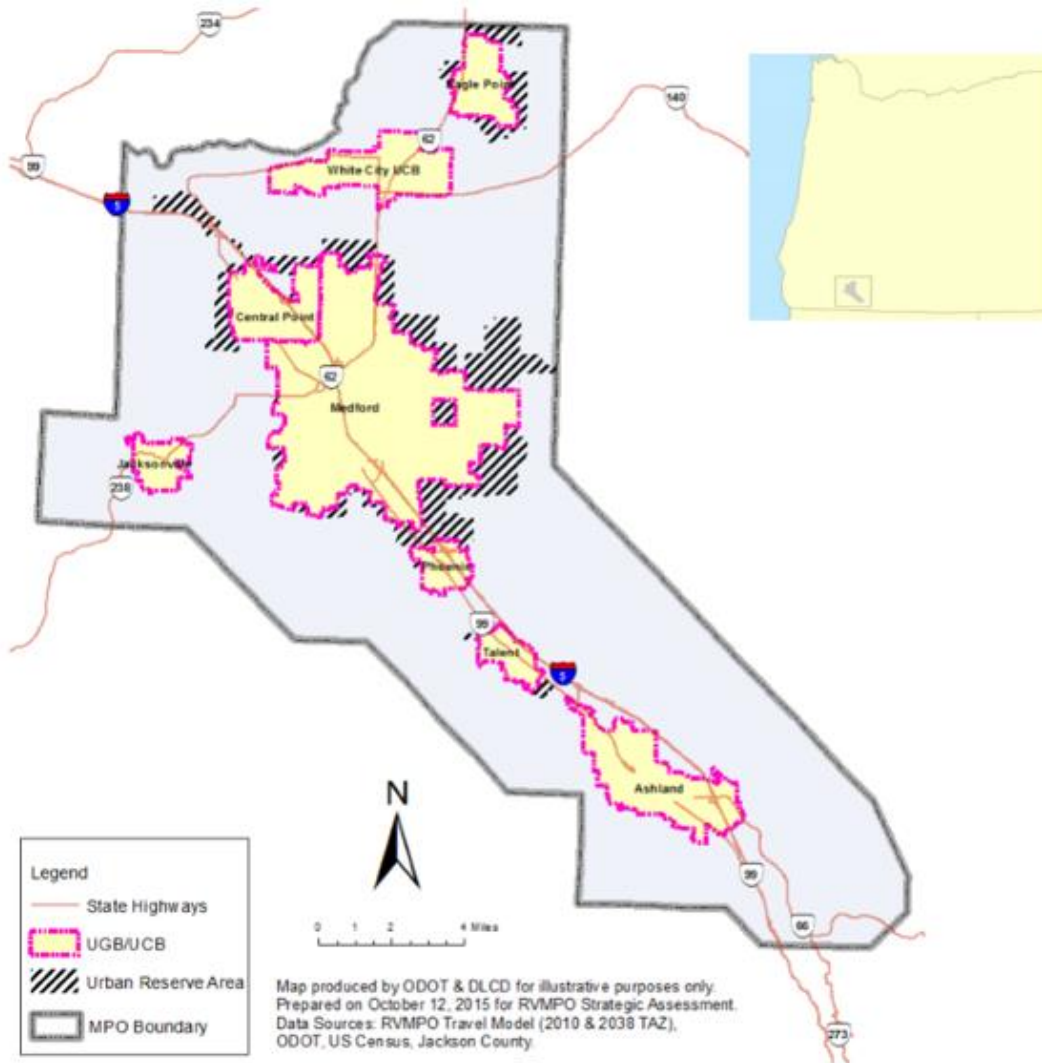 234
Eagle Point
140
62
99
White City UCB
5
Central Point
62
Medford
Jacksonville
238
Phoenix
99
Talent
5
Ashland
N
99
66
273
Legend
State Highways
UGB/UCB
Urban Reserve Area
MPO Boundary
0 1 2 4 Miles
Map produced by ODOT & DLCD for illustrative purposes only.
Prepared on October 12, 2015 for RVMPO Strategic Assessment.
Data Sources: RVMPO Travel Model (2010 & 2038 TAZ),
ODOT, US Census, Jackson County.